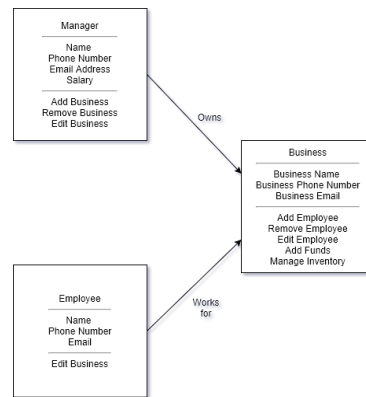 Manager
Name
Phone Number
Email Address
Salary
Add Business
Remove Business
Edit Business
Owns
Business
Business Name
Business Phone Number
Business Email
Add Employee
Remove Employee
Edit Employee
Add Funds
Manage Inventory
Works
for
Employee
Name
Phone Number
Email
Edit Business